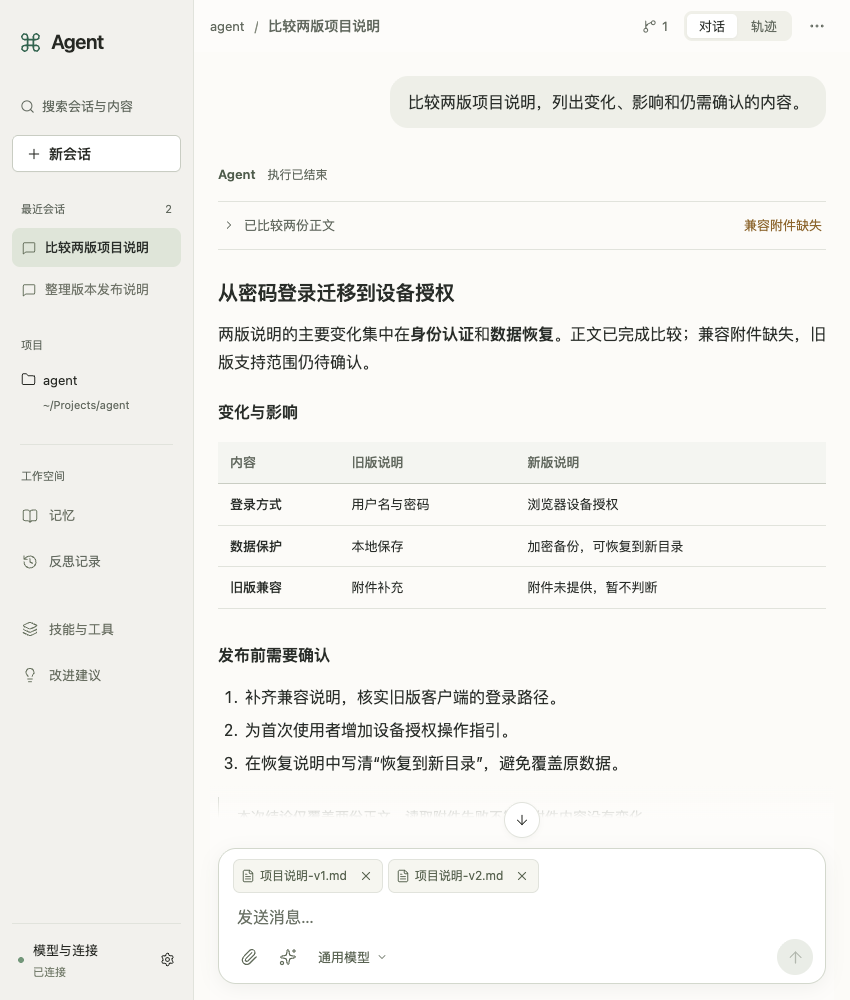 Agent
搜索会话与内容
新会话
最近会话 2
比较两版项目说明
整理版本发布说明
项目
agent
~/Projects/agent
工作空间
记忆
反思记录
技能与工具
改进建议
模型与连接
已连接
agent / 比较两版项目说明
1 对话 轨迹
比较两版项目说明，列出变化、影响和仍需确认的内容。
Agent 执行已结束
已比较两份正文 兼容附件缺失
从密码登录迁移到设备授权
两版说明的主要变化集中在身份认证和数据恢复。正文已完成比较；兼容附件缺失，旧
版支持范围仍待确认。
变化与影响
内容 旧版说明 新版说明
登录方式 用户名与密码 浏览器设备授权
数据保护 本地保存 加密备份，可恢复到新目录
旧版兼容 附件补充 附件未提供，暂不判断
发布前需要确认
1. 补齐兼容说明，核实旧版客户端的登录路径。
2. 为首次使用者增加设备授权操作指引。
3. 在恢复说明中写清“恢复到新目录”，避免覆盖原数据。
项目说明-v1.md 项目说明-v2.md
发送消息...
通用模型